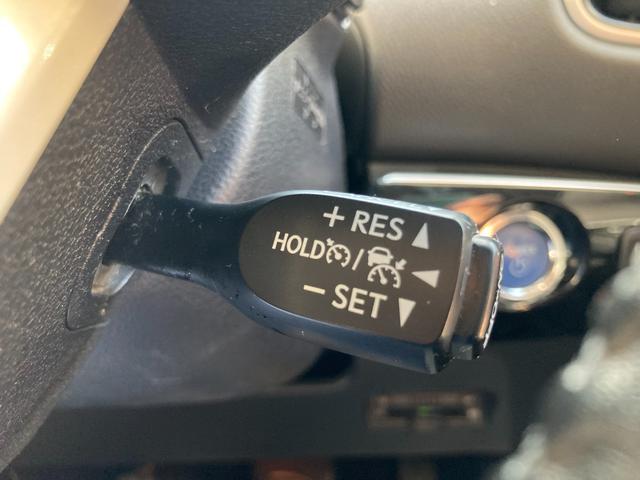 + RES
HOLD /
– SET